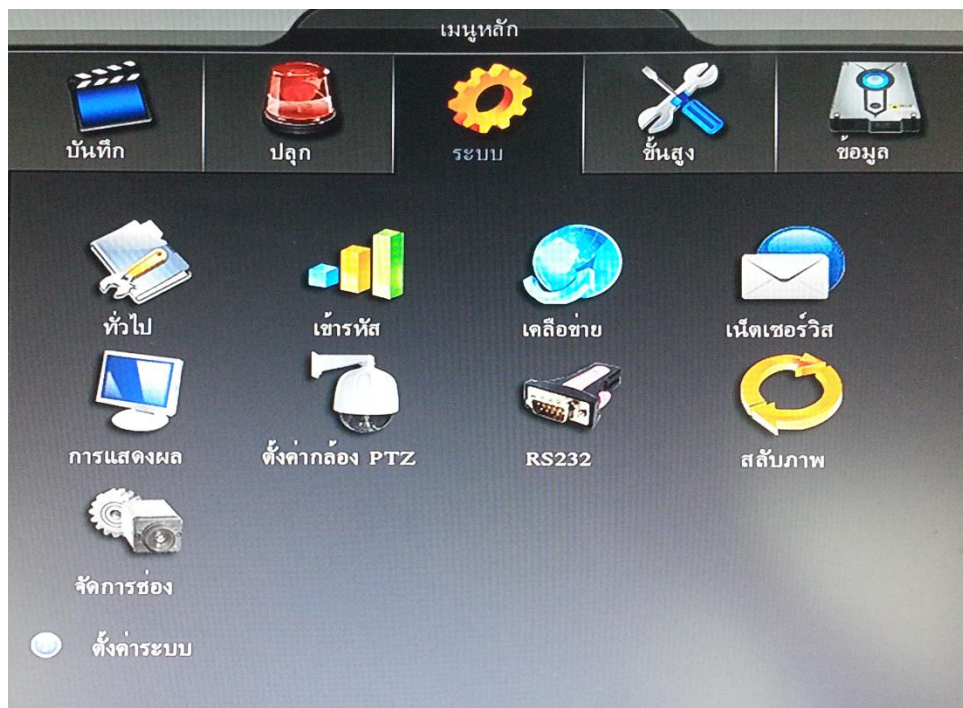 เมนูหลัก
บันทึก
ปลุก
ระบบ
ขั้นสูง
ข้อมูล
ทั่วไป
เข้ารหัส
เคลือข่าย
เน็ตเซอร์วิส
การแสดงผล
ตั้งค่ากล้อง PTZ
RS232
สลับภาพ
จัดการช่อง
ตั้งค่าระบบ